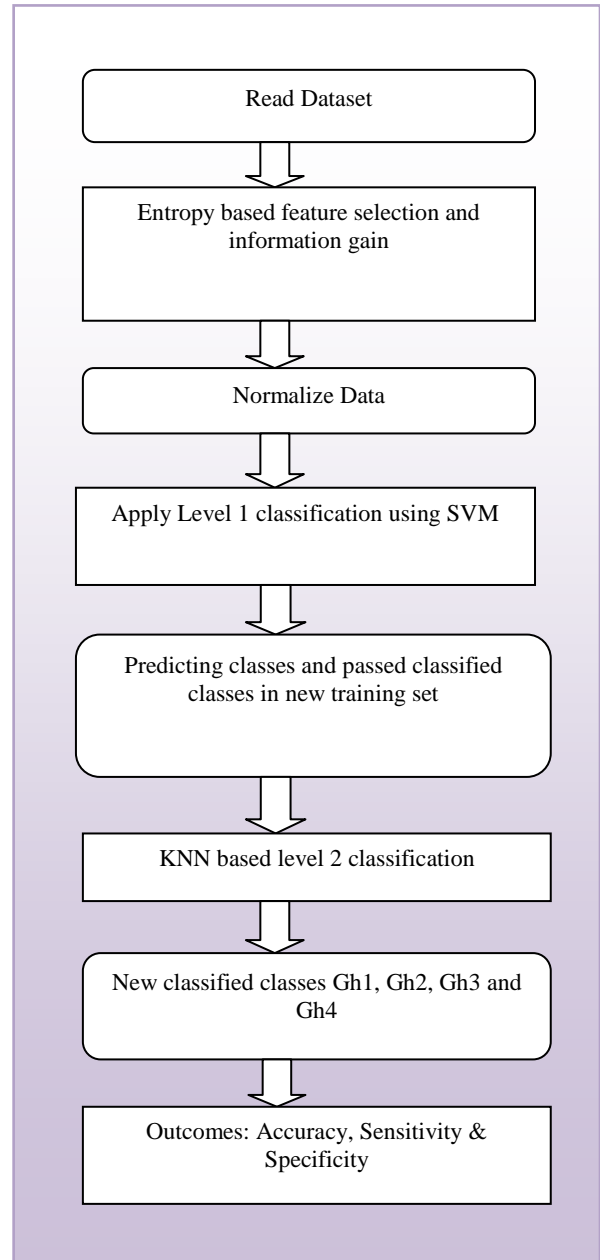 Read Dataset
Entropy based feature selection and
information gain
Normalize Data
Apply Level 1 classification using SVM
Predicting classes and passed classified
classes in new training set
KNN based level 2 classification
New classified classes Gh1, Gh2, Gh3 and
Gh4
Outcomes: Accuracy, Sensitivity &
Specificity